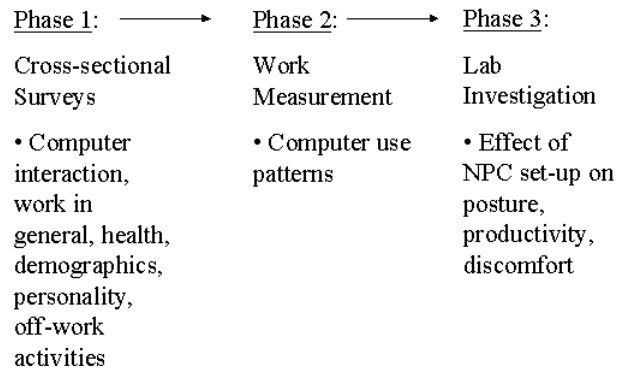 Phase 1:
Cross-sectional
Surveys
• Computer
interaction,
work in
general, health,
demographics,
personality,
off-work
activities
Phase 2:
Work
Measurement
• Computer use
patterns
Phase 3:
Lab
Investigation
• Effect of
NPC set-up on
posture,
productivity,
discomfort